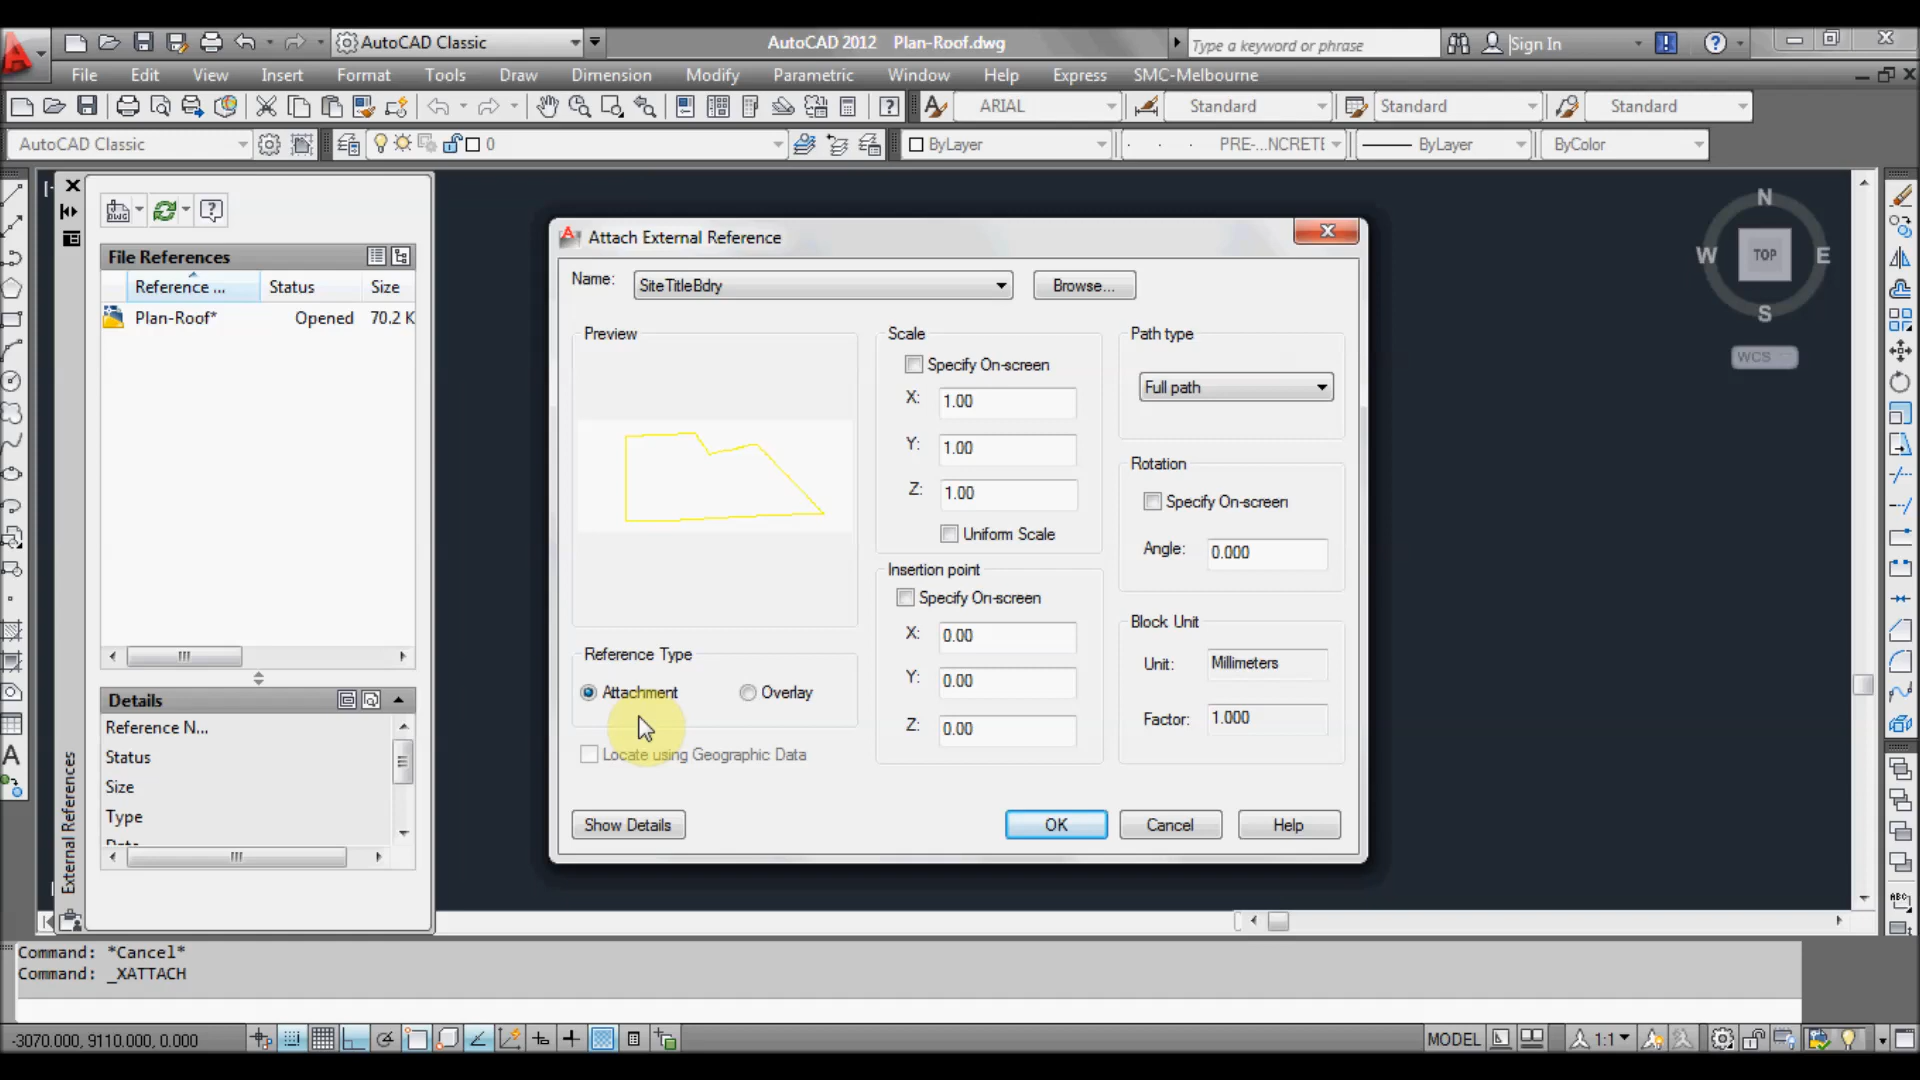 AutoCAD Classic
AutoCAD 2012 Plan-Roof.dwg
Type a keyword or phrase
Sign In
File Edit View Insert Format Tools Draw Dimension Modify Parametric Window Help Express SMC-Melbourne
ARIAL
Standard
Standard
Standard
AutoCAD Classic
0
ByLayer
PRE-...NCRETE
ByLayer
ByColor
File References
Reference ... Status Size
Plan-Roof* Opened 70.2 K
Details
Reference N...
Status
Size
Type
External References
Attach External Reference
Name: SiteTitleBdry Browse...
Preview
Reference Type
Attachment Overlay
Locate using Geographic Data
Show Details
Scale
Specify On-screen
X: 1.00
Y: 1.00
Z: 1.00
Uniform Scale
Insertion point
Specify On-screen
X: 0.00
Y: 0.00
Z: 0.00
Path type
Full path
Rotation
Specify On-screen
Angle: 0.000
Block Unit
Unit: Millimeters
Factor: 1.000
OK Cancel Help
N
W TOP E
S
WCS
Command: *Cancel*
Command: _XATTACH
-3070.000, 9110.000, 0.000
MODEL
1:1